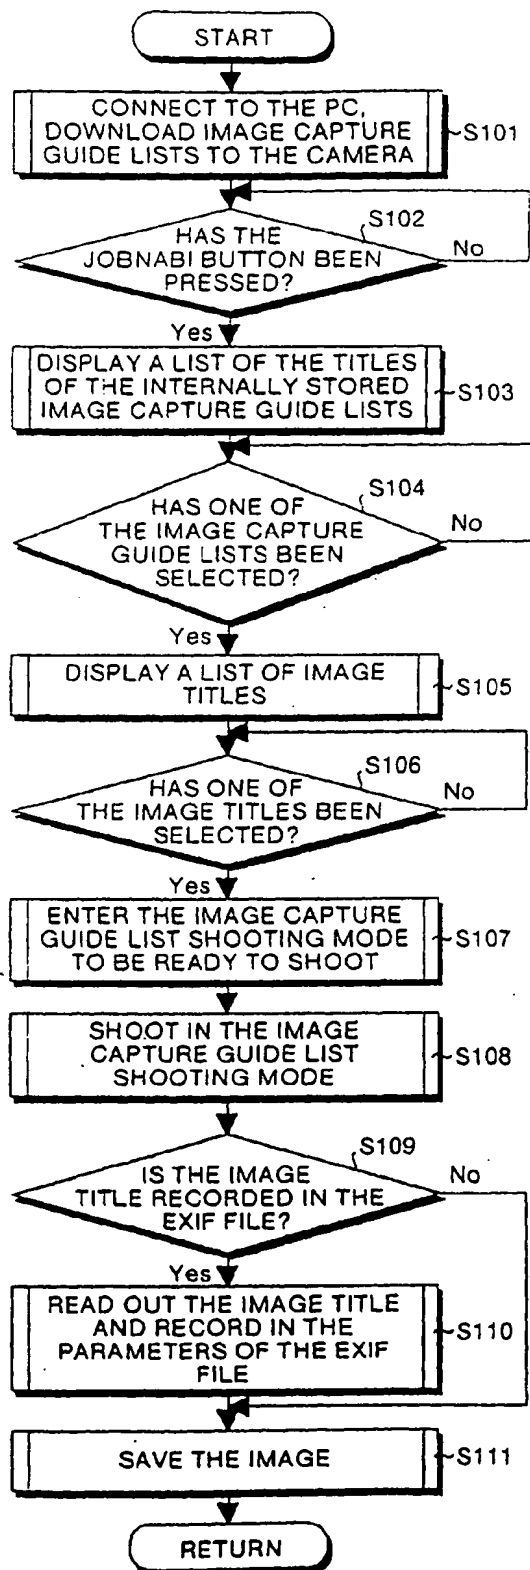 START
CONNECT TO THE PC,
DOWNLOAD IMAGE CAPTURE
GUIDE LISTS TO THE CAMERA
S101
S102
HAS THE
JOBNABI BUTTON BEEN
PRESSED?
No
Yes
DISPLAY A LIST OF THE TITLES
OF THE INTERNALLY STORED
IMAGE CAPTURE GUIDE LISTS
S103
S104
HAS ONE OF
THE IMAGE CAPTURE
GUIDE LISTS BEEN
SELECTED?
No
Yes
DISPLAY A LIST OF IMAGE
TITLES
S105
S106
HAS ONE OF
THE IMAGE TITLES BEEN
SELECTED?
No
Yes
ENTER THE IMAGE CAPTURE
GUIDE LIST SHOOTING MODE
TO BE READY TO SHOOT
S107
SHOOT IN THE IMAGE
CAPTURE GUIDE LIST
SHOOTING MODE
S108
S109
IS THE IMAGE
TITLE RECORDED IN THE
EXIF FILE?
No
Yes
READ OUT THE IMAGE TITLE
AND RECORD IN THE
PARAMETERS OF THE EXIF
FILE
S110
SAVE THE IMAGE
S111
RETURN